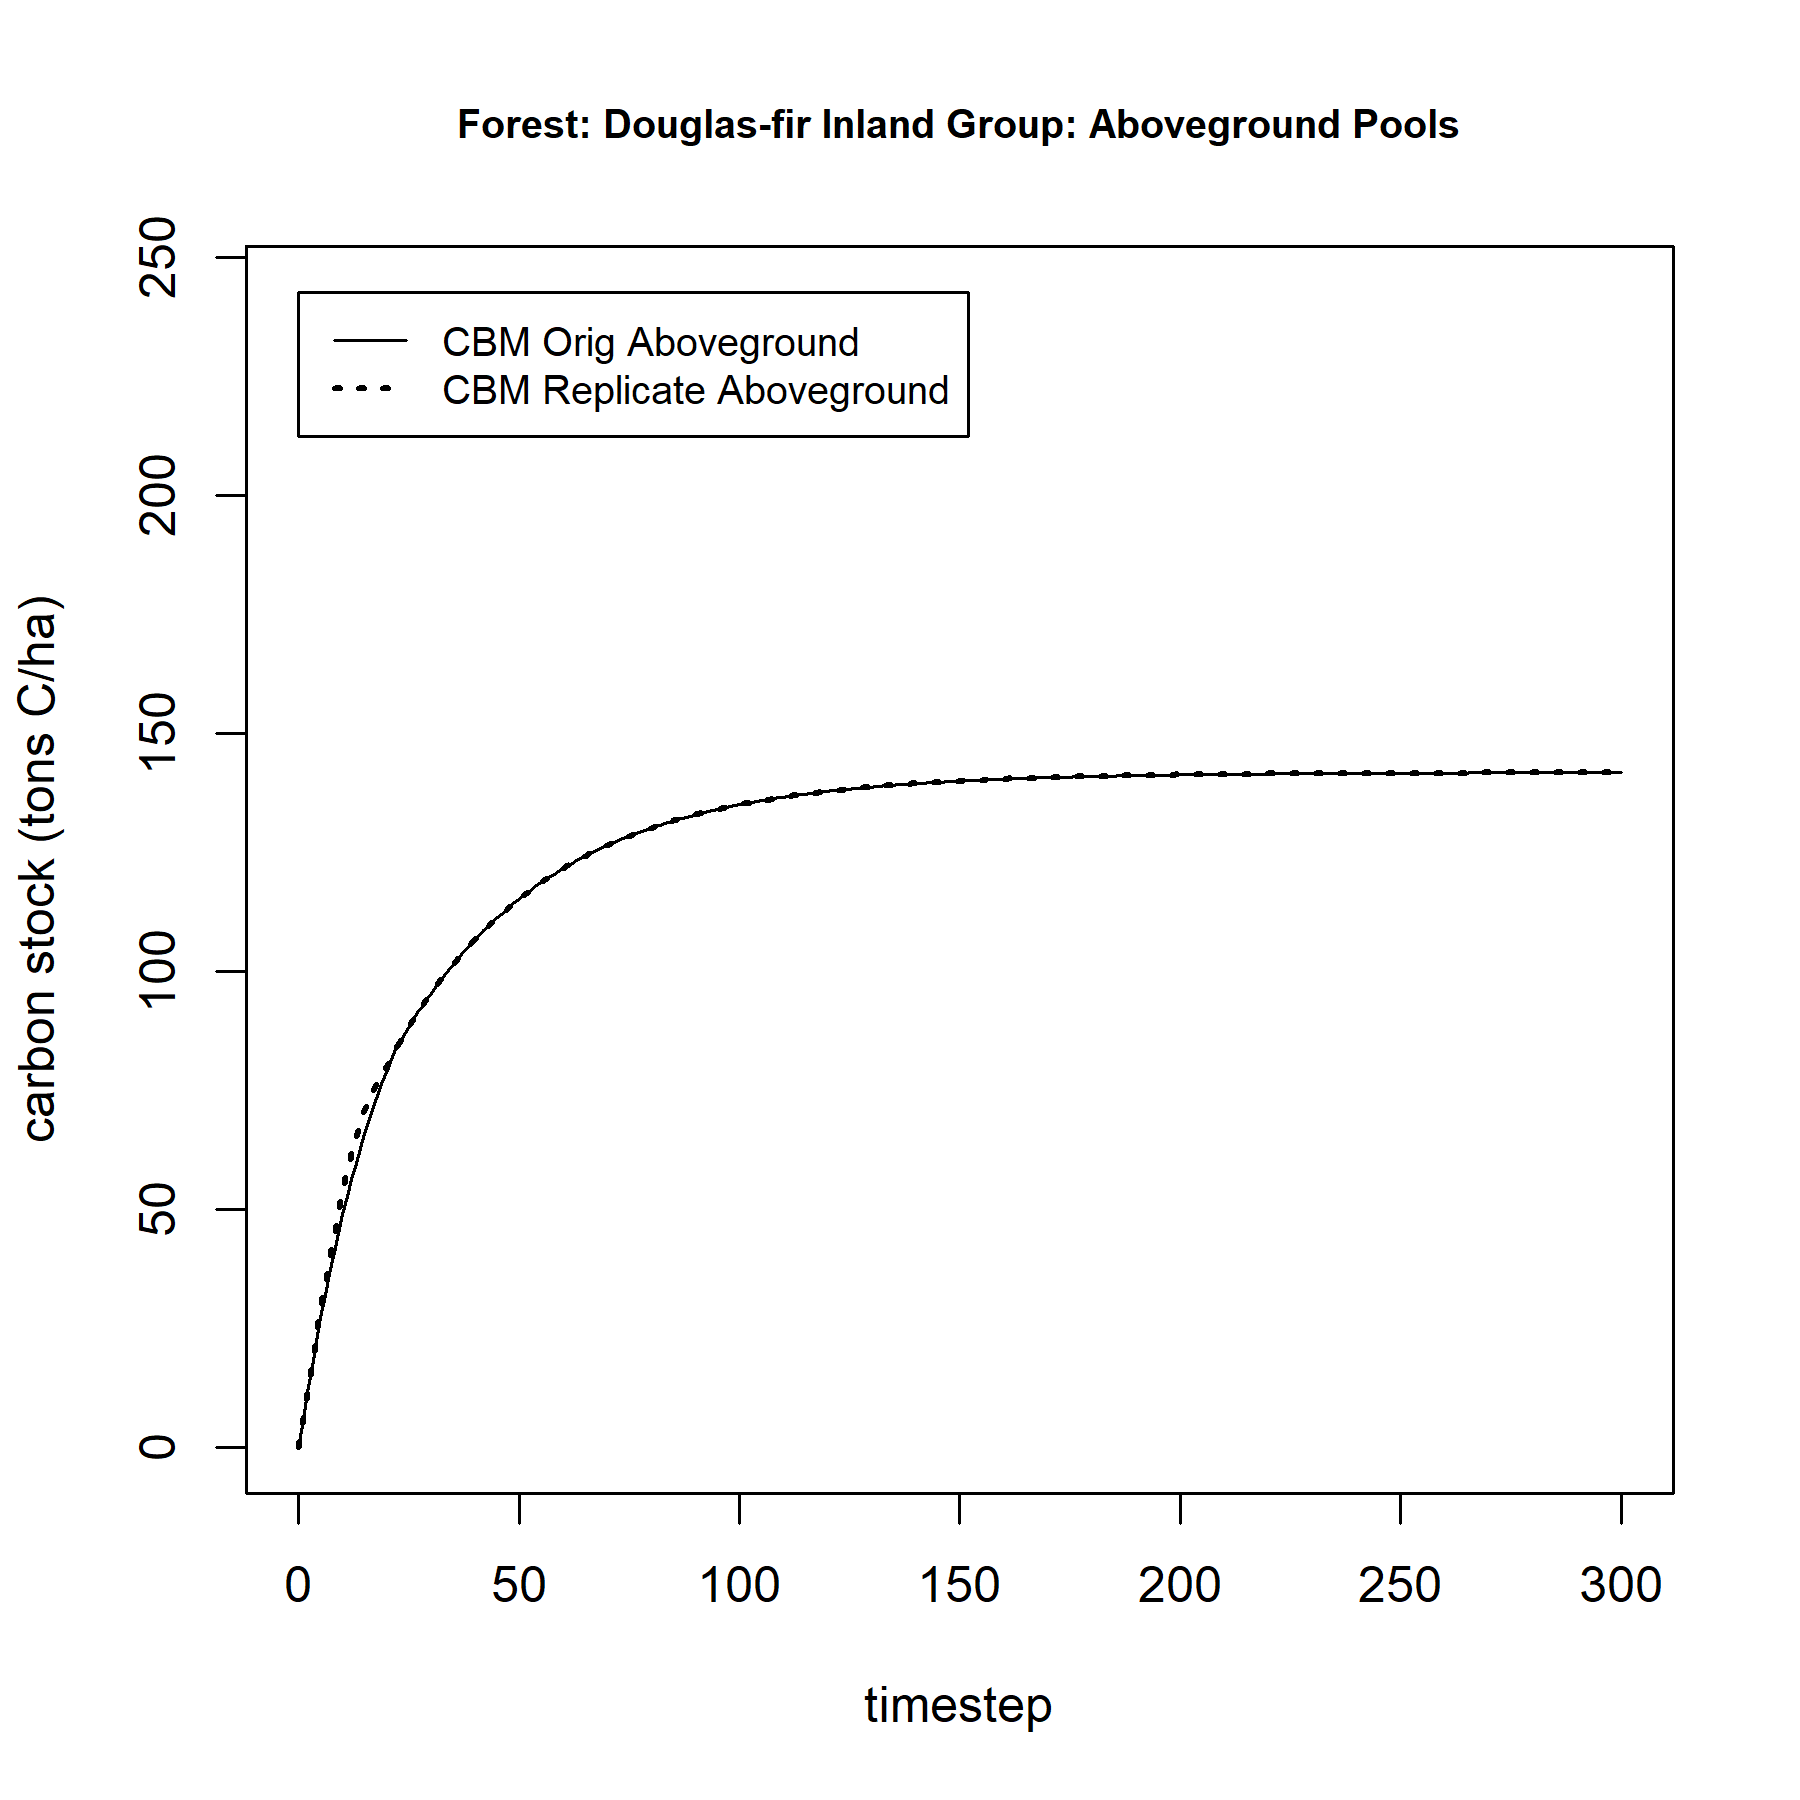 Forest: Douglas-fir Inland Group: Aboveground Pools
250
200
150
100
50
0
carbon stock (tons C/ha)
CBM Orig Aboveground
CBM Replicate Aboveground
0 50 100 150 200 250 300
timestep